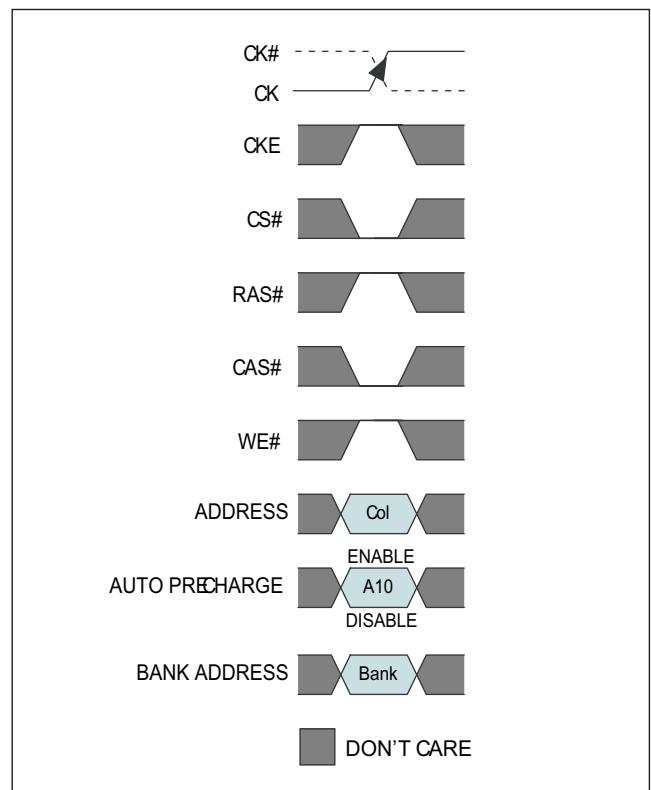 CK#
CK
CKE
CS#
RAS#
CAS#
WE#
ADDRESS Col
ENABLE
AUTO PRECHARGE A10
DISABLE
BANK ADDRESS Bank
DON'T CARE